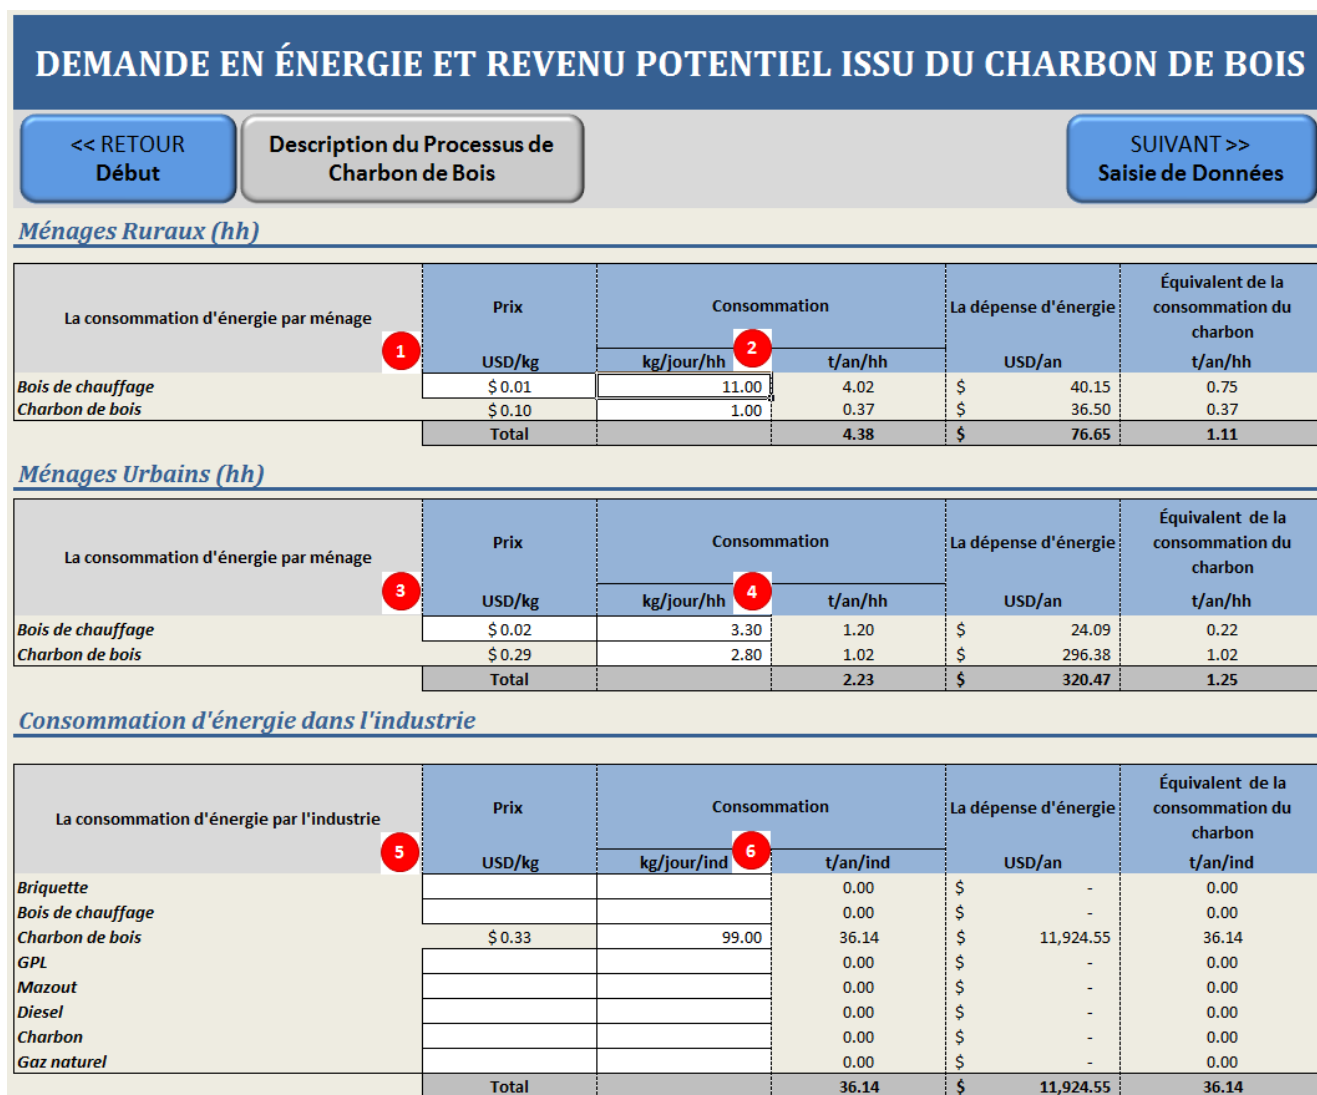 DEMANDE EN ÉNERGIE ET REVENU POTENTIEL ISSU DU CHARBON DE BOIS
<< RETOUR
Début
Description du Processus de
Charbon de Bois
SUIVANT >>
Saisie de Données
Ménages Ruraux (hh)
La consommation d'énergie par ménage
1
Prix
USD/kg
Consommation
2
kg/jour/hh
t/an/hh
La dépense d'énergie
USD/an
Équivalent de la
consommation du
charbon
t/an/hh
Bois de chauffage $ 0.01 11.00 4.02 $ 40.15 0.75
Charbon de bois $ 0.10 1.00 0.37 $ 36.50 0.37
Total 4.38 $ 76.65 1.11
Ménages Urbains (hh)
La consommation d'énergie par ménage
3
Prix
USD/kg
Consommation
4
kg/jour/hh
t/an/hh
La dépense d'énergie
USD/an
Équivalent de la
consommation du
charbon
t/an/hh
Bois de chauffage $ 0.02 3.30 1.20 $ 24.09 0.22
Charbon de bois $ 0.29 2.80 1.02 $ 296.38 1.02
Total 2.23 $ 320.47 1.25
Consommation d'énergie dans l'industrie
La consommation d'énergie par l'industrie
5
Prix
USD/kg
Consommation
6
kg/jour/ind
t/an/ind
La dépense d'énergie
USD/an
Équivalent de la
consommation du
charbon
t/an/ind
Briquette 0.00 $ - 0.00
Bois de chauffage 0.00 $ - 0.00
Charbon de bois $ 0.33 99.00 36.14 $ 11,924.55 36.14
GPL 0.00 $ - 0.00
Mazout 0.00 $ - 0.00
Diesel 0.00 $ - 0.00
Charbon 0.00 $ - 0.00
Gaz naturel 0.00 $ - 0.00
Total 36.14 $ 11,924.55 36.14